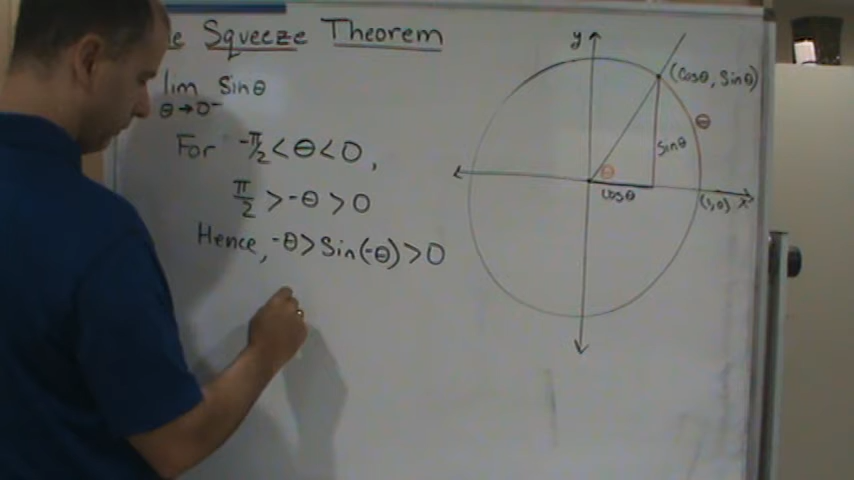 e Squeeze Theorem
lim Sinθ
θ→0⁻
For -π/2<θ<0,
π/2 >-θ>0
Hence, -θ>Sin(-θ)>0
y
(Cosθ, Sinθ)
θ
Sinθ
θ
Cosθ
(1,0) x